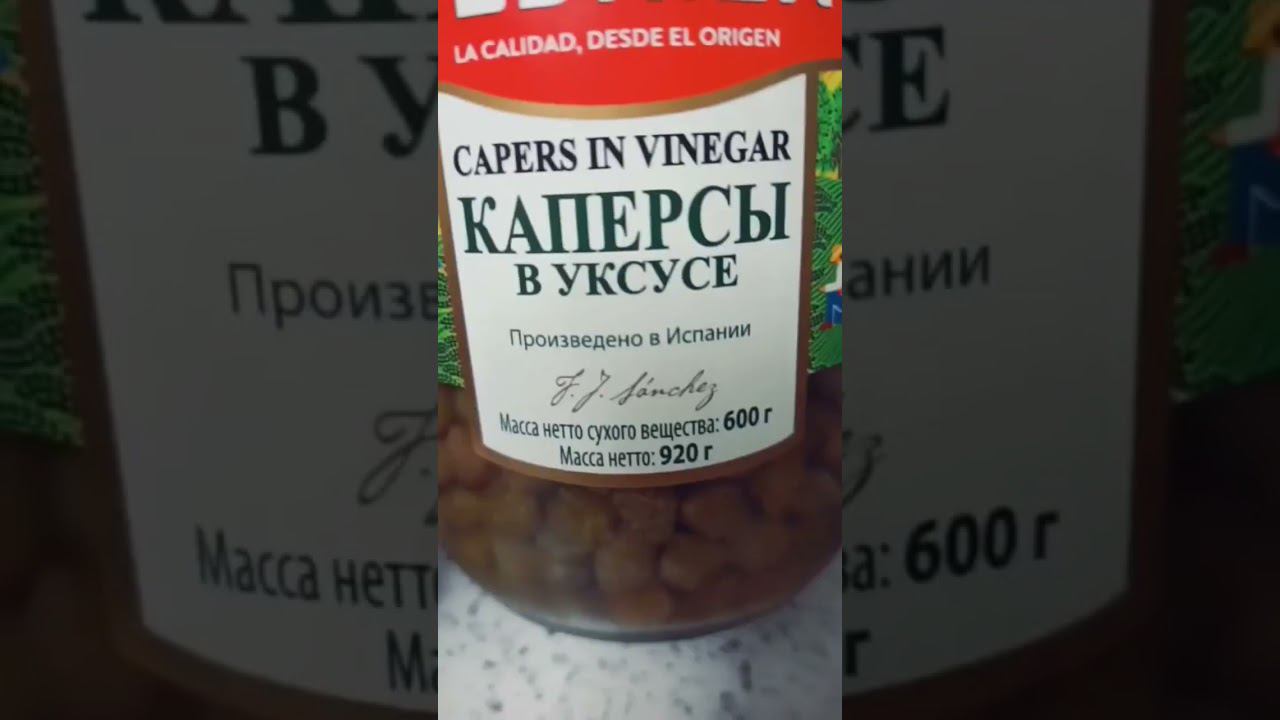 LA CALIDAD, DESDE EL ORIGEN
CAPERS IN VINEGAR
КАПЕРСЫ
В УКСУСЕ
Произведено в Испании
F. J. Sánchez
Масса нетто сухого вещества: 600 г
Масса нетто: 920 г